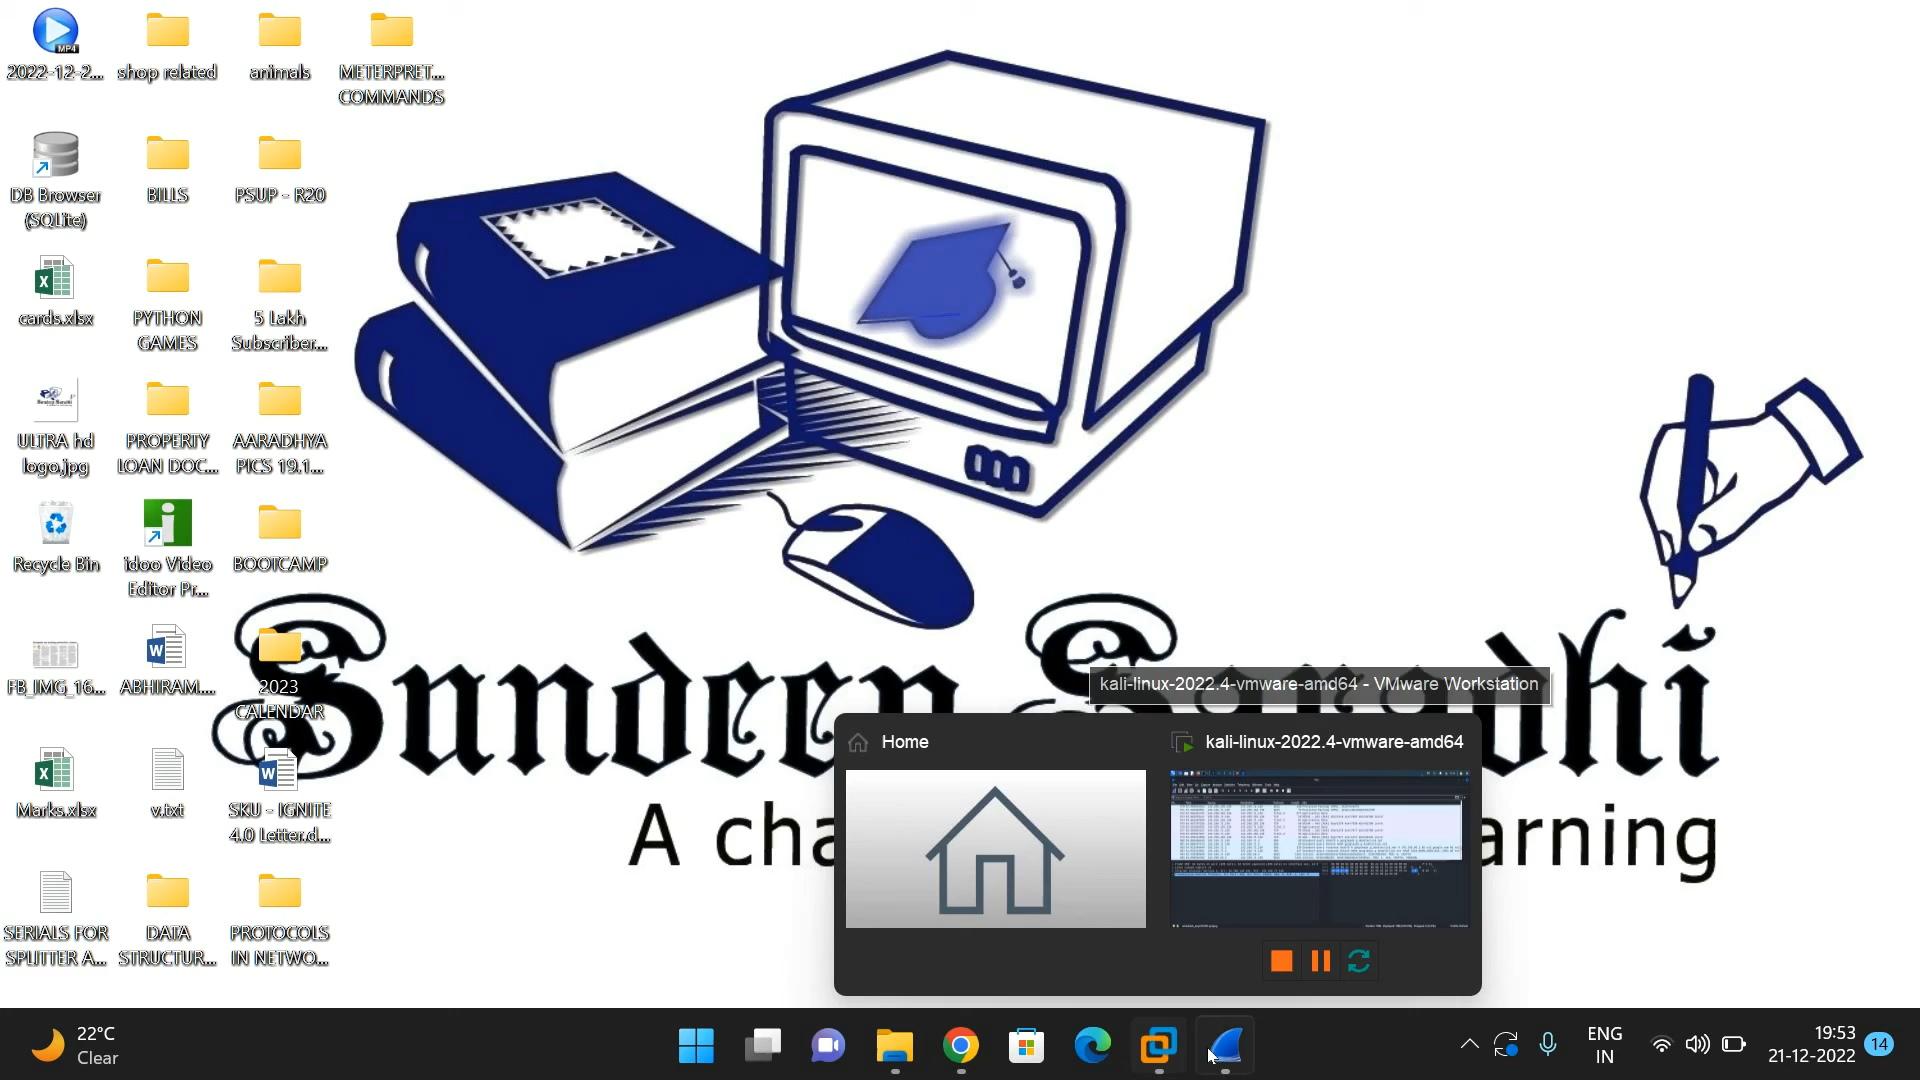 MP4
2022-12-2...
shop related
animals
METERPRET...
COMMANDS
DB Browser
(SQLite)
BILLS
PSUP - R20
cards.xlsx
PYTHON
GAMES
5 Lakh
Subscriber...
ULTRA hd
logo.jpg
PROPERTY
LOAN DOC...
AARADHYA
PICS 19.1...
Recycle Bin
idoo Video
Editor Pr...
BOOTCAMP
FB_IMG_16...
ABHIRAM....
2023
CALENDAR
Marks.xlsx
v.txt
SKU - IGNITE
4.0 Letter.d...
SERIALS FOR
SPLITTER A...
DATA
STRUCTUR...
PROTOCOLS
IN NETWO...
Sundeep Saradhi
A cha
arning
kali-linux-2022.4-vmware-amd64 - VMware Workstation
Home
kali-linux-2022.4-vmware-amd64
22°C
Clear
ENG
IN
19:53
21-12-2022
14